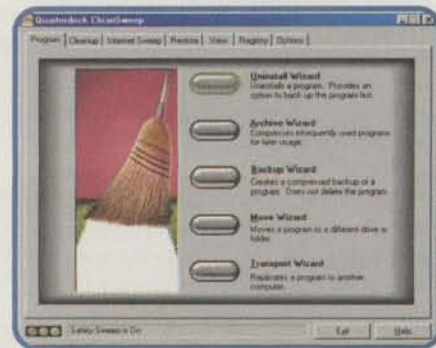 Quarterdeck CleanSweep
Program Cleanup Internet Sweep Restore View Registry Options
Uninstall Wizard
Uninstalls a program. Provides an
option to back up the program first.
Archive Wizard
Compresses infrequently used programs
for later usage.
Backup Wizard
Creates a compressed backup of a
program. Does not delete the program.
Move Wizard
Moves a program to a different drive or
folder.
Transport Wizard
Replicates a program to another
computer.
Safety Sweep is On
Exit Help